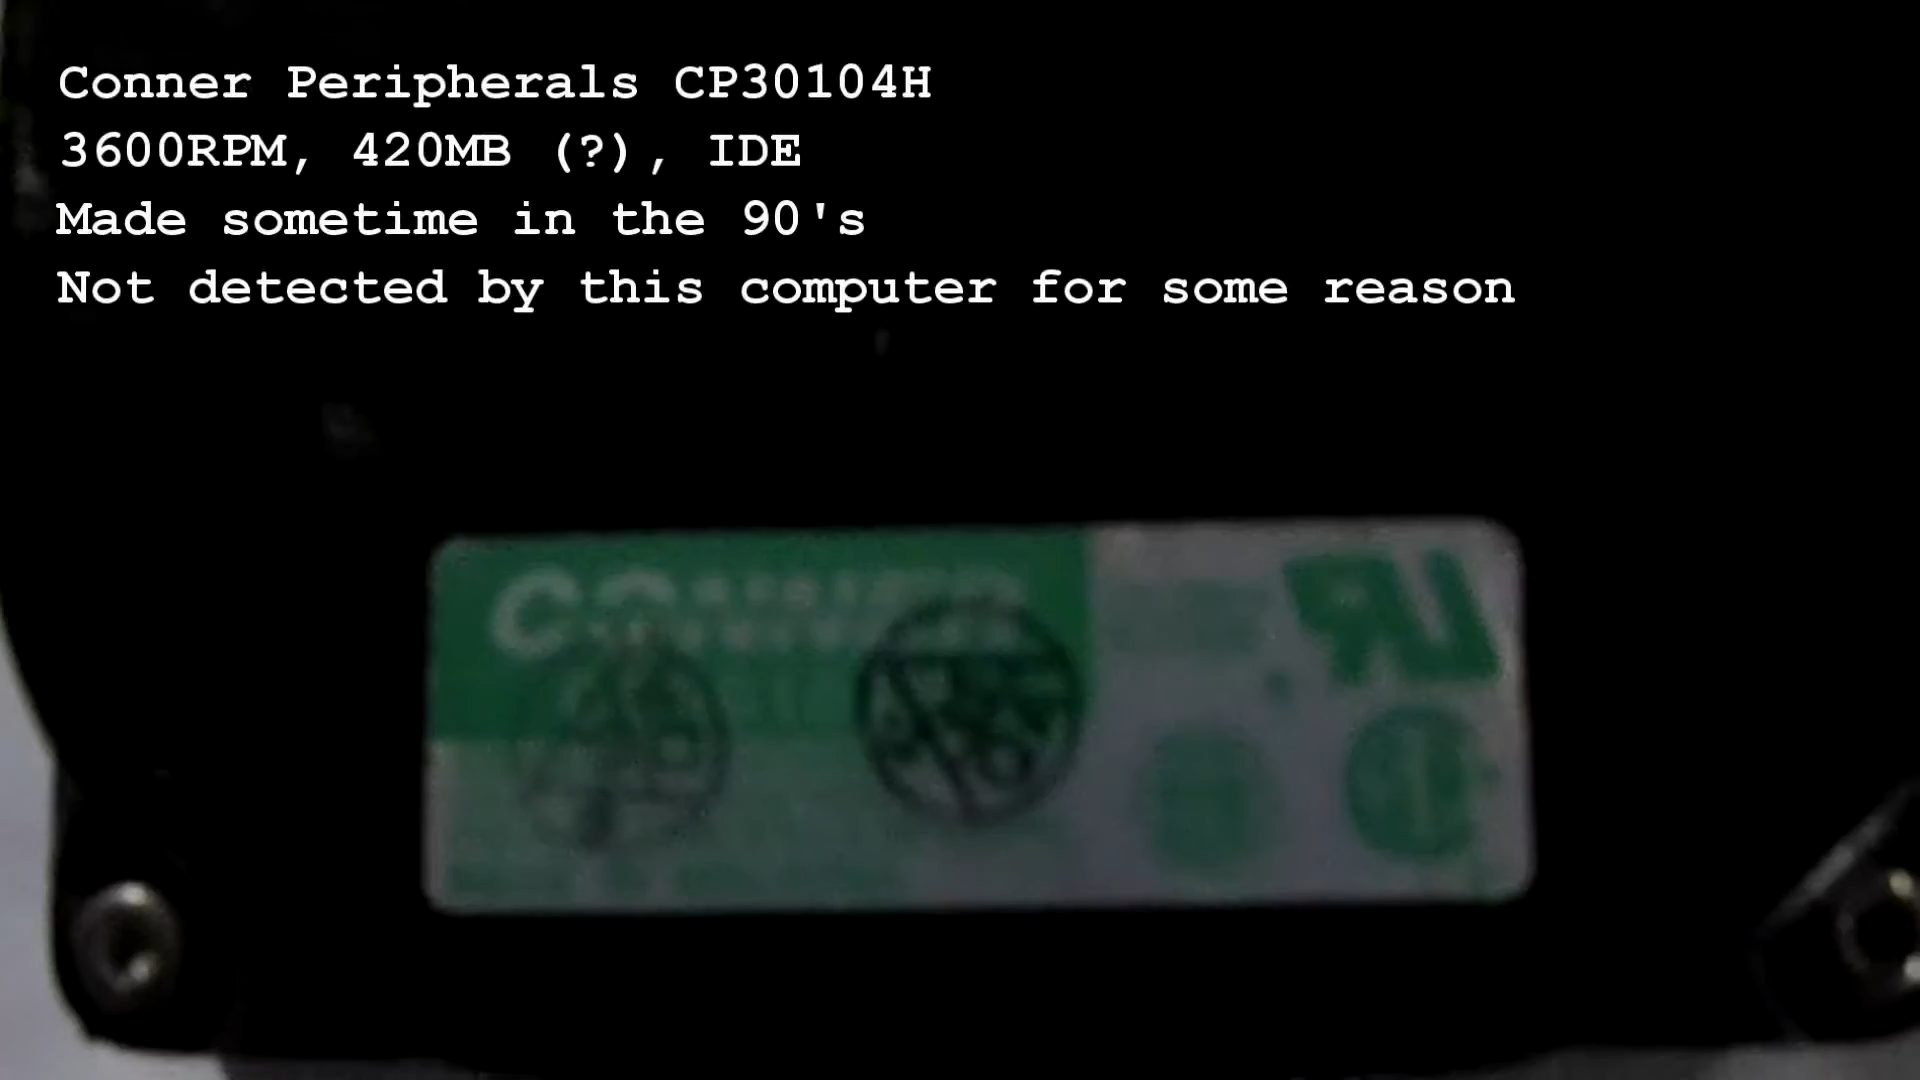 Conner Peripherals CP30104H
3600RPM, 420MB (?), IDE
Made sometime in the 90's
Not detected by this computer for some reason